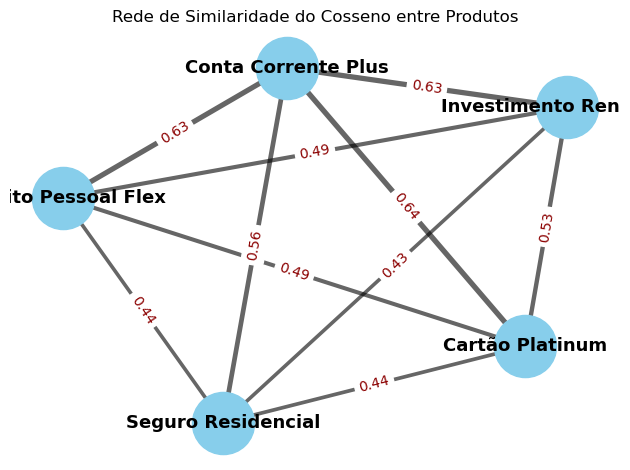 Rede de Similaridade do Cosseno entre Produtos
Conta Corrente Plus
0.63
Investimento Ren
0.63
0.49
ito Pessoal Flex
0.64
0.53
0.56
0.43
0.49
0.44
Cartão Platinum
0.44
Seguro Residencial